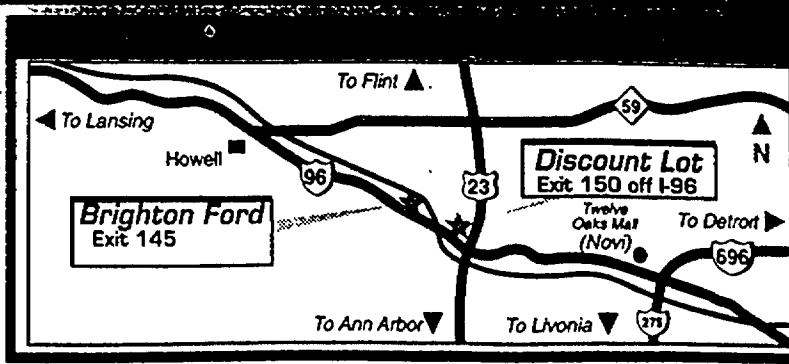 To Flint
59
To Lansing
N
Howell
96
23
Discount Lot
Exit 150 off I-96
Brighton Ford
Exit 145
Twelve
Oaks Mall
(Novi)
To Detroit
696
275
To Ann Arbor
To Livonia